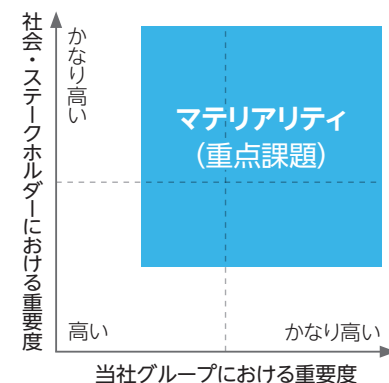 社会・ステークホルダーにおける重要度
かなり高い
マテリアリティ
(重点課題)
高い
かなり高い
当社グループにおける重要度